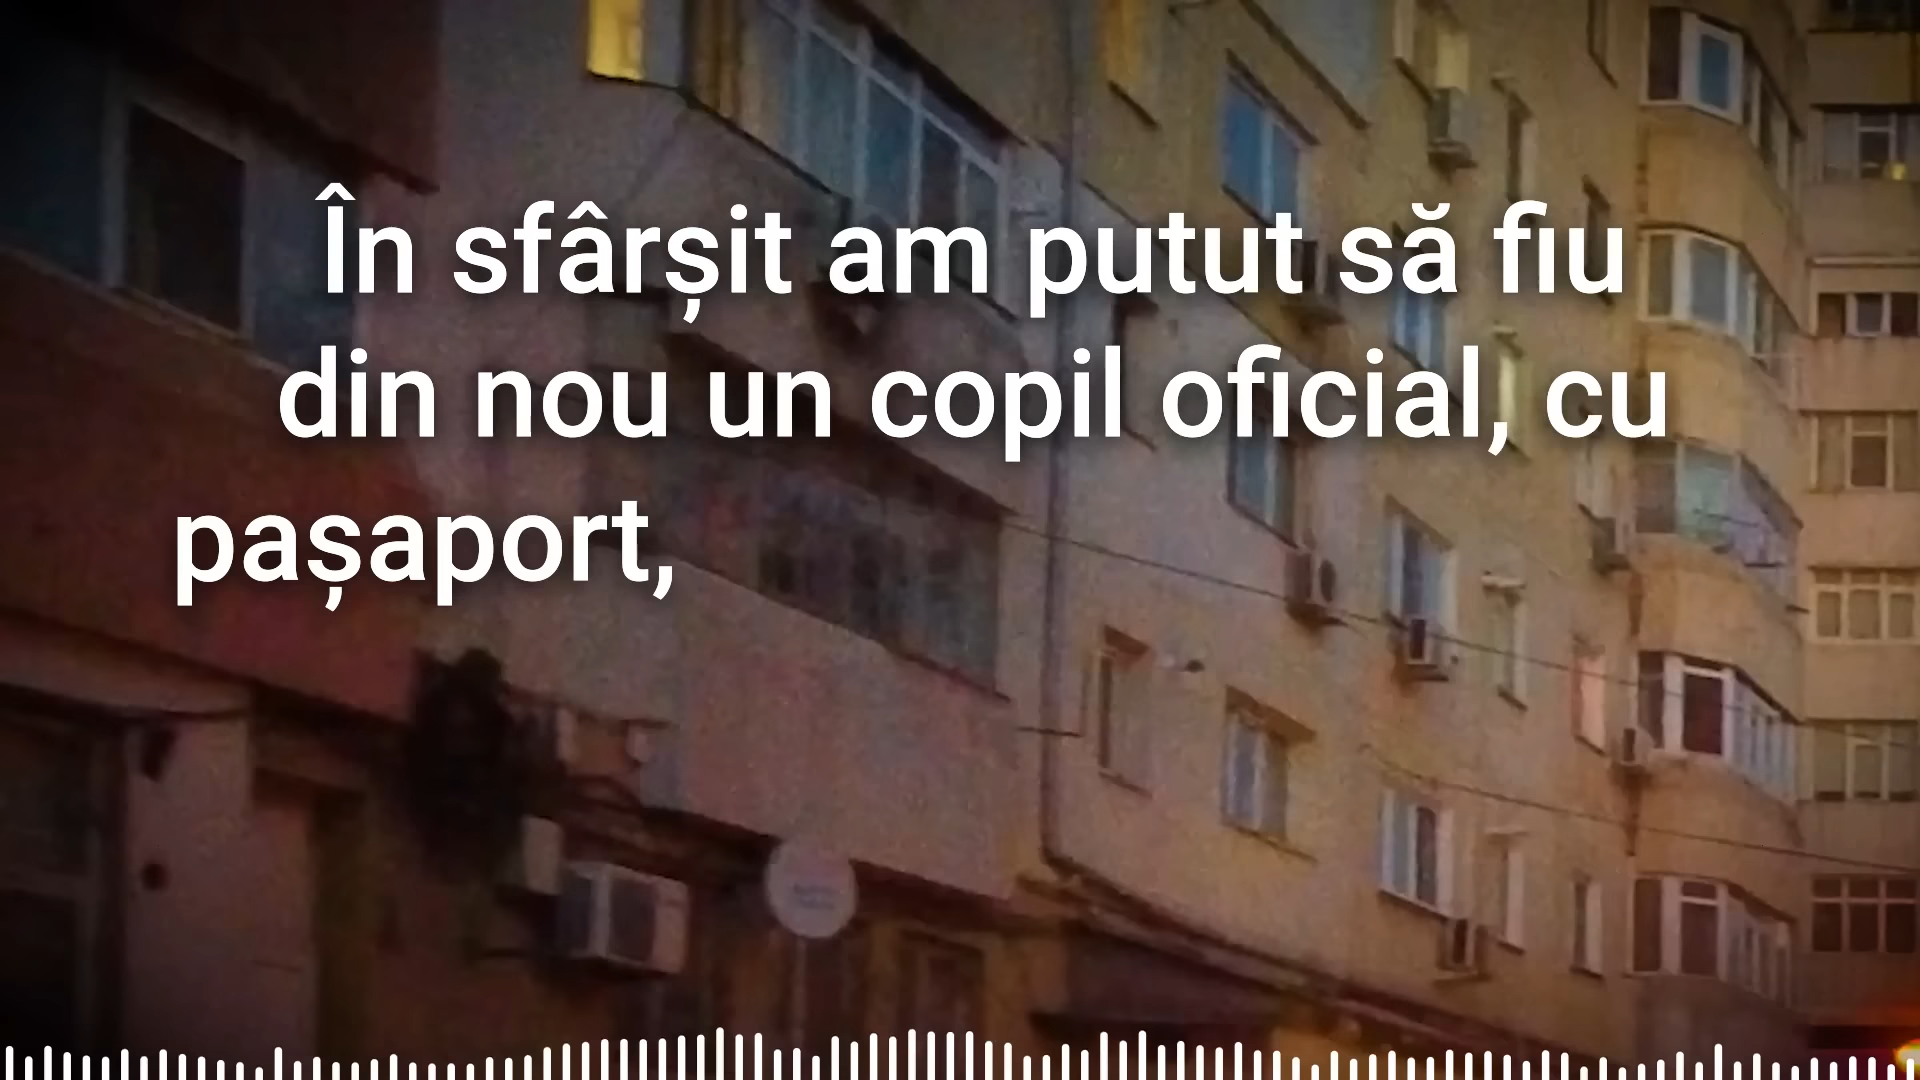 În sfârșit am putut să fiu
din nou un copil oficial, cu
pașaport,